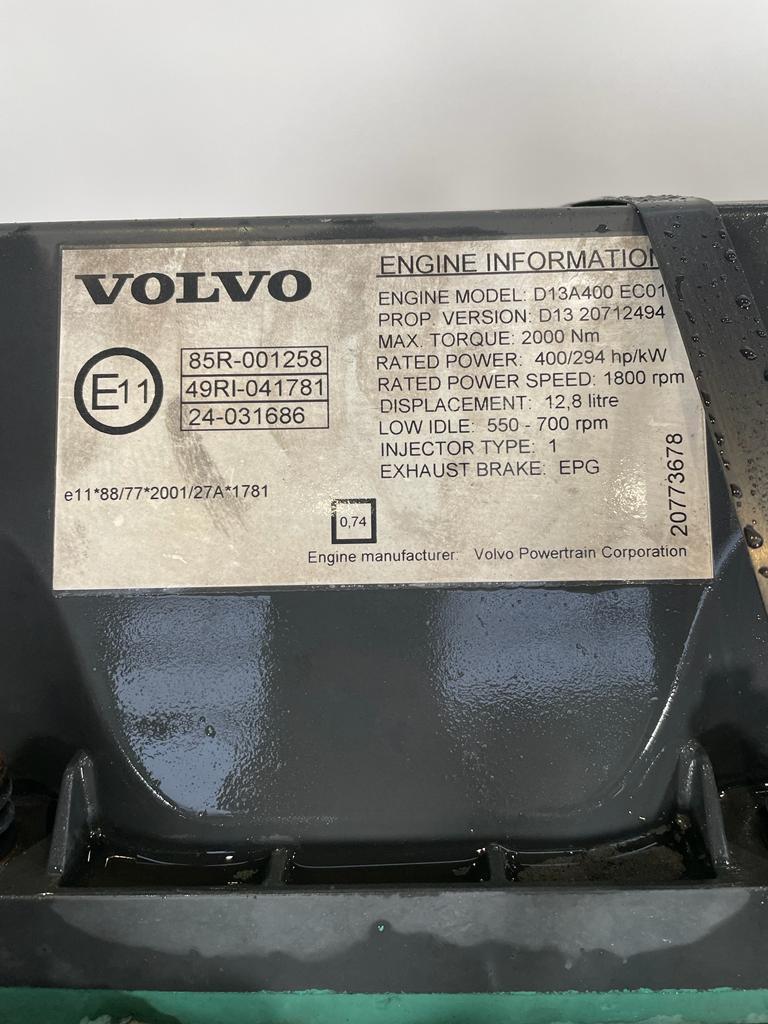 VOLVO
E11
85R-001258
49RI-041781
24-031686
e11*88/77*2001/27A*1781
ENGINE INFORMATION
ENGINE MODEL: D13A400 EC01
PROP. VERSION: D13 20712494
MAX. TORQUE: 2000 Nm
RATED POWER: 400/294 hp/kW
RATED POWER SPEED: 1800 rpm
DISPLACEMENT: 12,8 litre
LOW IDLE: 550 - 700 rpm
INJECTOR TYPE: 1
EXHAUST BRAKE: EPG
20773678
0,74
Engine manufacturer: Volvo Powertrain Corporation